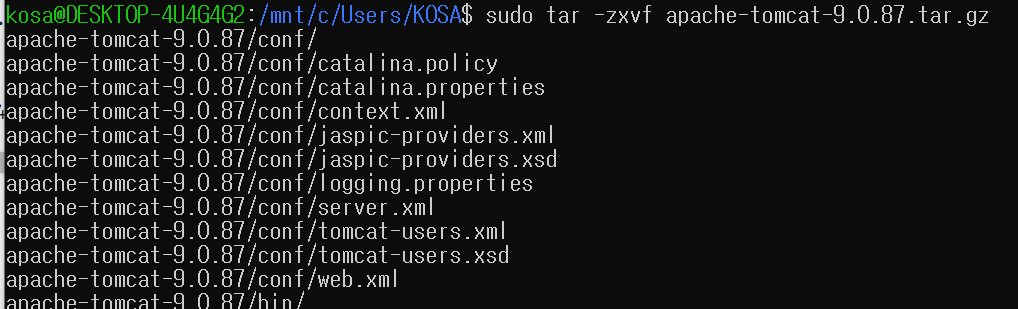 kosa@DESKTOP-4U4G4G2:/mnt/c/Users/KOSA$ sudo tar -zxvf apache-tomcat-9.0.87.tar.gz
apache-tomcat-9.0.87/conf/
apache-tomcat-9.0.87/conf/catalina.policy
apache-tomcat-9.0.87/conf/catalina.properties
apache-tomcat-9.0.87/conf/context.xml
apache-tomcat-9.0.87/conf/jaspic-providers.xml
apache-tomcat-9.0.87/conf/jaspic-providers.xsd
apache-tomcat-9.0.87/conf/logging.properties
apache-tomcat-9.0.87/conf/server.xml
apache-tomcat-9.0.87/conf/tomcat-users.xml
apache-tomcat-9.0.87/conf/tomcat-users.xsd
apache-tomcat-9.0.87/conf/web.xml
apache-tomcat-9.0.87/bin/